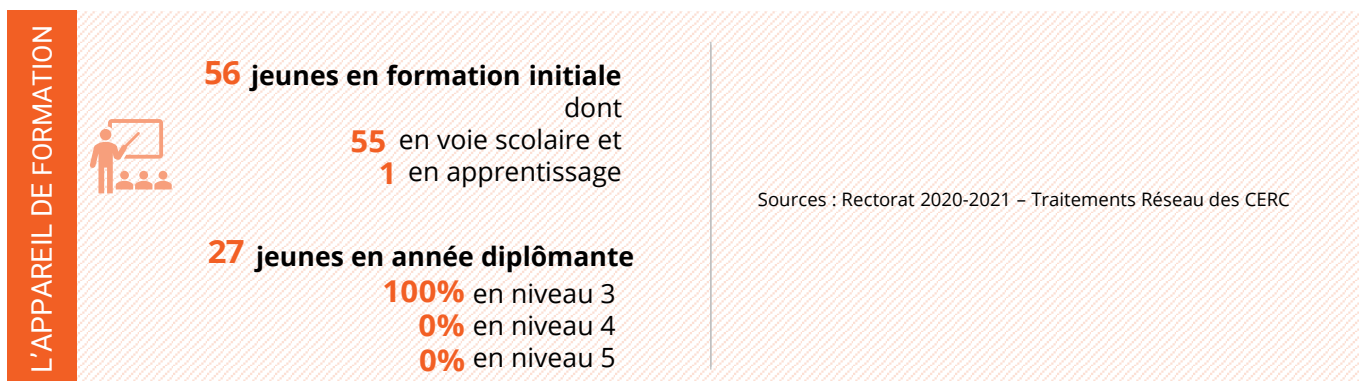 L'APPAREIL DE FORMATION
56 jeunes en formation initiale
dont
55 en voie scolaire et
1 en apprentissage
27 jeunes en année diplômante
100% en niveau 3
0% en niveau 4
0% en niveau 5
Sources : Rectorat 2020-2021 – Traitements Réseau des CERC